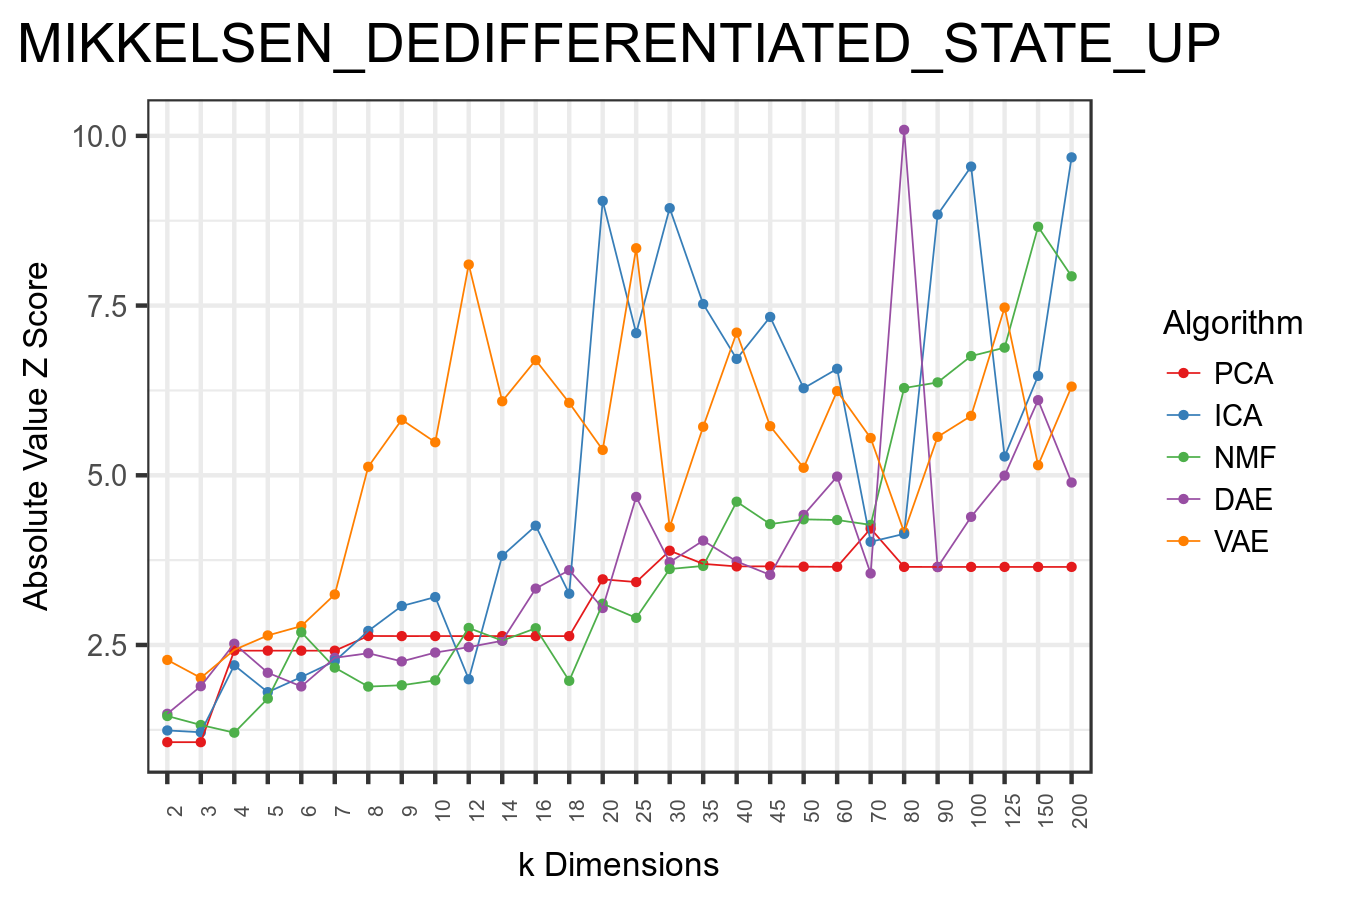 MIKKELSEN_DEDIFFERENTIATED_STATE_UP
10.0
7.5
5.0
2.5
Absolute Value Z Score
2 3 4 5 6 7 8 9 10 12 14 16 18 20 25 30 35 40 45 50 60 70 80 90 100 125 150 200
k Dimensions
Algorithm
PCA
ICA
NMF
DAE
VAE